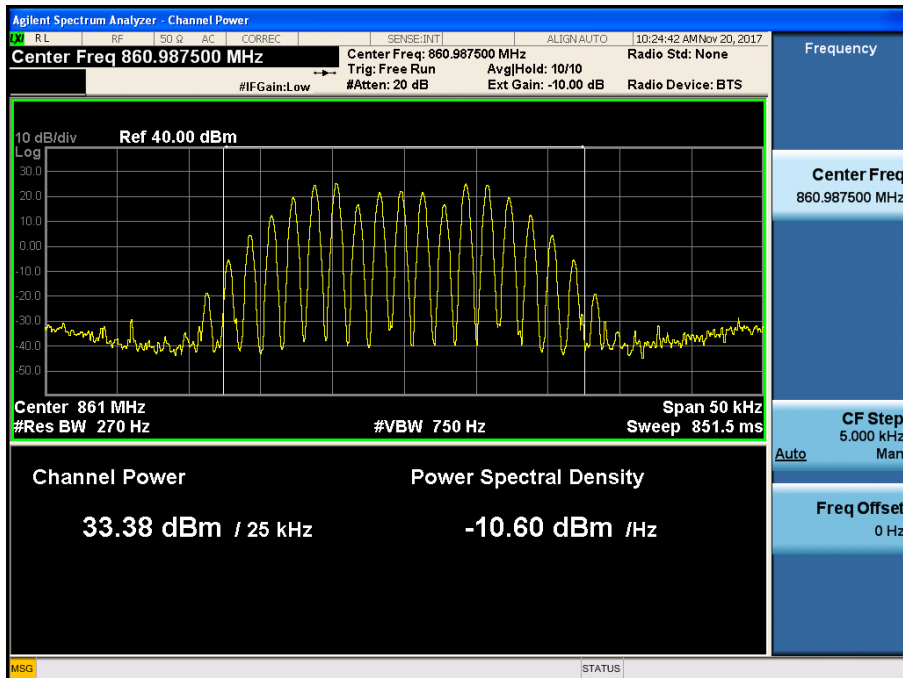 Agilent Spectrum Analyzer - Channel Power
LXI RL RF 50 Ω AC CORREC SENSE:INT ALIGN AUTO 10:24:42 AM Nov 20, 2017
Center Freq 860.987500 MHz
Center Freq: 860.987500 MHz Radio Std: None
Trig: Free Run Avg|Hold: 10/10
#IFGain:Low #Atten: 20 dB Ext Gain: -10.00 dB Radio Device: BTS
10 dB/div Ref 40.00 dBm
Log
30.0
20.0
10.0
0.00
-10.0
-20.0
-30.0
-40.0
-50.0
Center 861 MHz Span 50 kHz
#Res BW 270 Hz #VBW 750 Hz Sweep 851.5 ms
Channel Power Power Spectral Density
33.38 dBm / 25 kHz -10.60 dBm /Hz
MSG STATUS
Frequency
Center Freq
860.987500 MHz
CF Step
5.000 kHz
Auto Man
Freq Offset
0 Hz